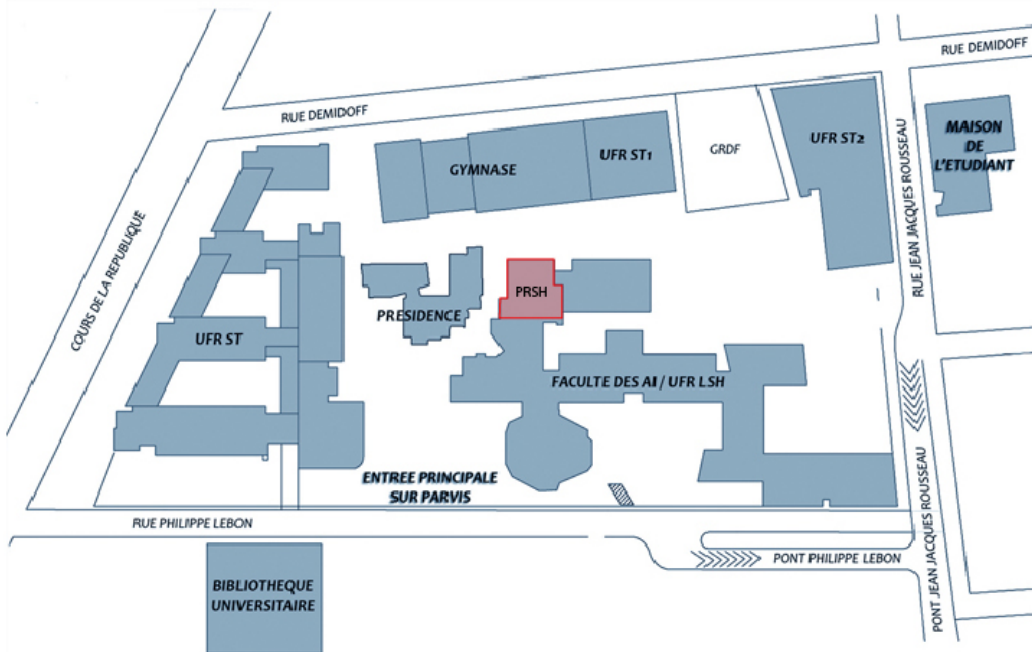 RUE DEMIDOFF
RUE DEMIDOFF
MAISON
DE
L'ETUDIANT
UFR ST2
GRDF
UFR ST1
GYMNASE
COURS DE LA REPUBLIQUE
RUE JEAN JACQUES ROUSSEAU
PRSH
PRESIDENCE
UFR ST
FACULTE DES AI / UFR LSH
ENTREE PRINCIPALE
SUR PARVIS
RUE PHILIPPE LEBON
PONT PHILIPPE LEBON
PONT JEAN JACQUES ROUSSEAU
BIBLIOTHEQUE
UNIVERSITAIRE